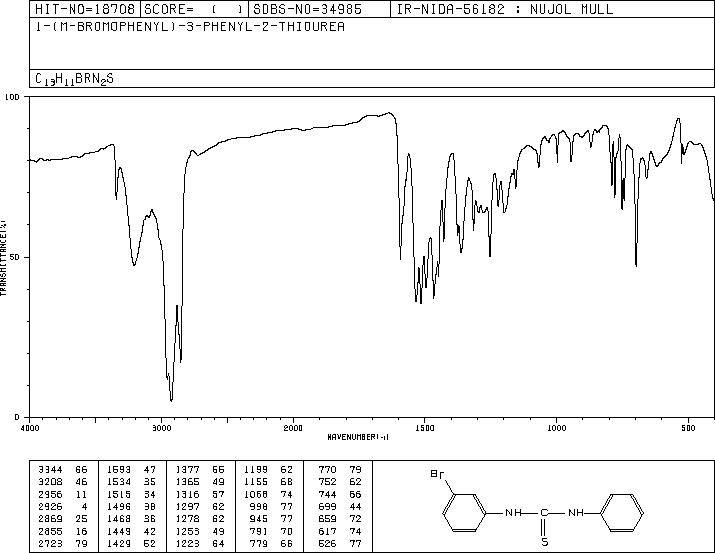 HIT-NO=18708 SCORE= ( ) SDBS-NO=34985 IR-NIDA-56182 : NUJOL MULL
1-(M-BROMOPHENYL)-3-PHENYL-2-THIOUREA
C13H11BRN2S
100
50
0
TRANSMITTANCE(%)
4000 3000 2000 1500 1000 500
WAVENUMBER(-1)
3344 66 1593 47 1377 55 1199 62 770 79
3208 46 1534 35 1365 49 1155 68 752 62
2956 11 1515 34 1316 57 1068 74 744 66
2926 4 1496 38 1297 62 998 77 699 44
2869 25 1468 36 1278 62 945 77 659 72
2855 16 1449 42 1253 49 791 70 617 74
2723 79 1429 52 1223 64 779 66 526 77
Br
NH C NH
S